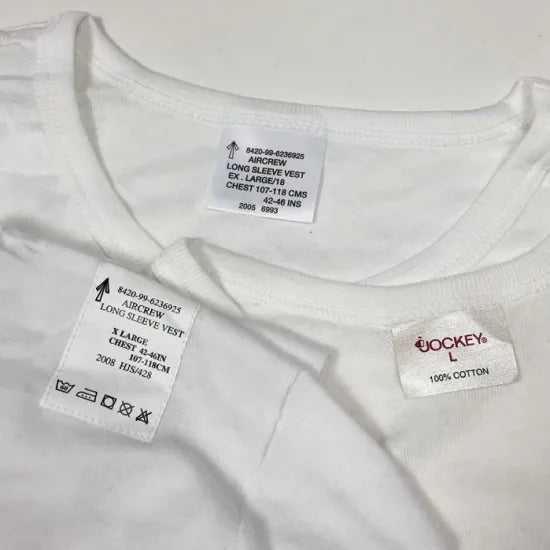 8420-99-6236925
AIRCREW
LONG SLEEVE VEST
EX . LARGE/18
CHEST 107-118 CMS
42-46 INS
2005 6993
8420-99-6236925
AIRCREW
LONG SLEEVE VEST
X LARGE
CHEST 42-46IN
107-118CM
2008 HJS/428
JOCKEY®
L
100% COTTON